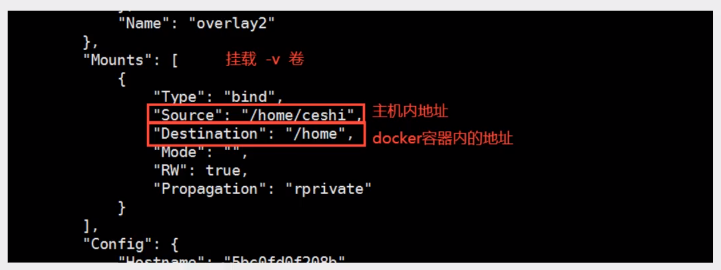 "Name": "overlay2"
},
"Mounts": [ 挂载 -v 卷
{
"Type": "bind",
"Source": "/home/ceshi", 主机内地址
"Destination": "/home", docker容器内的地址
"Mode": "",
"RW": true,
"Propagation": "rprivate"
}
],
"Config": {
"Hostname": "5bc0fd0f208b"